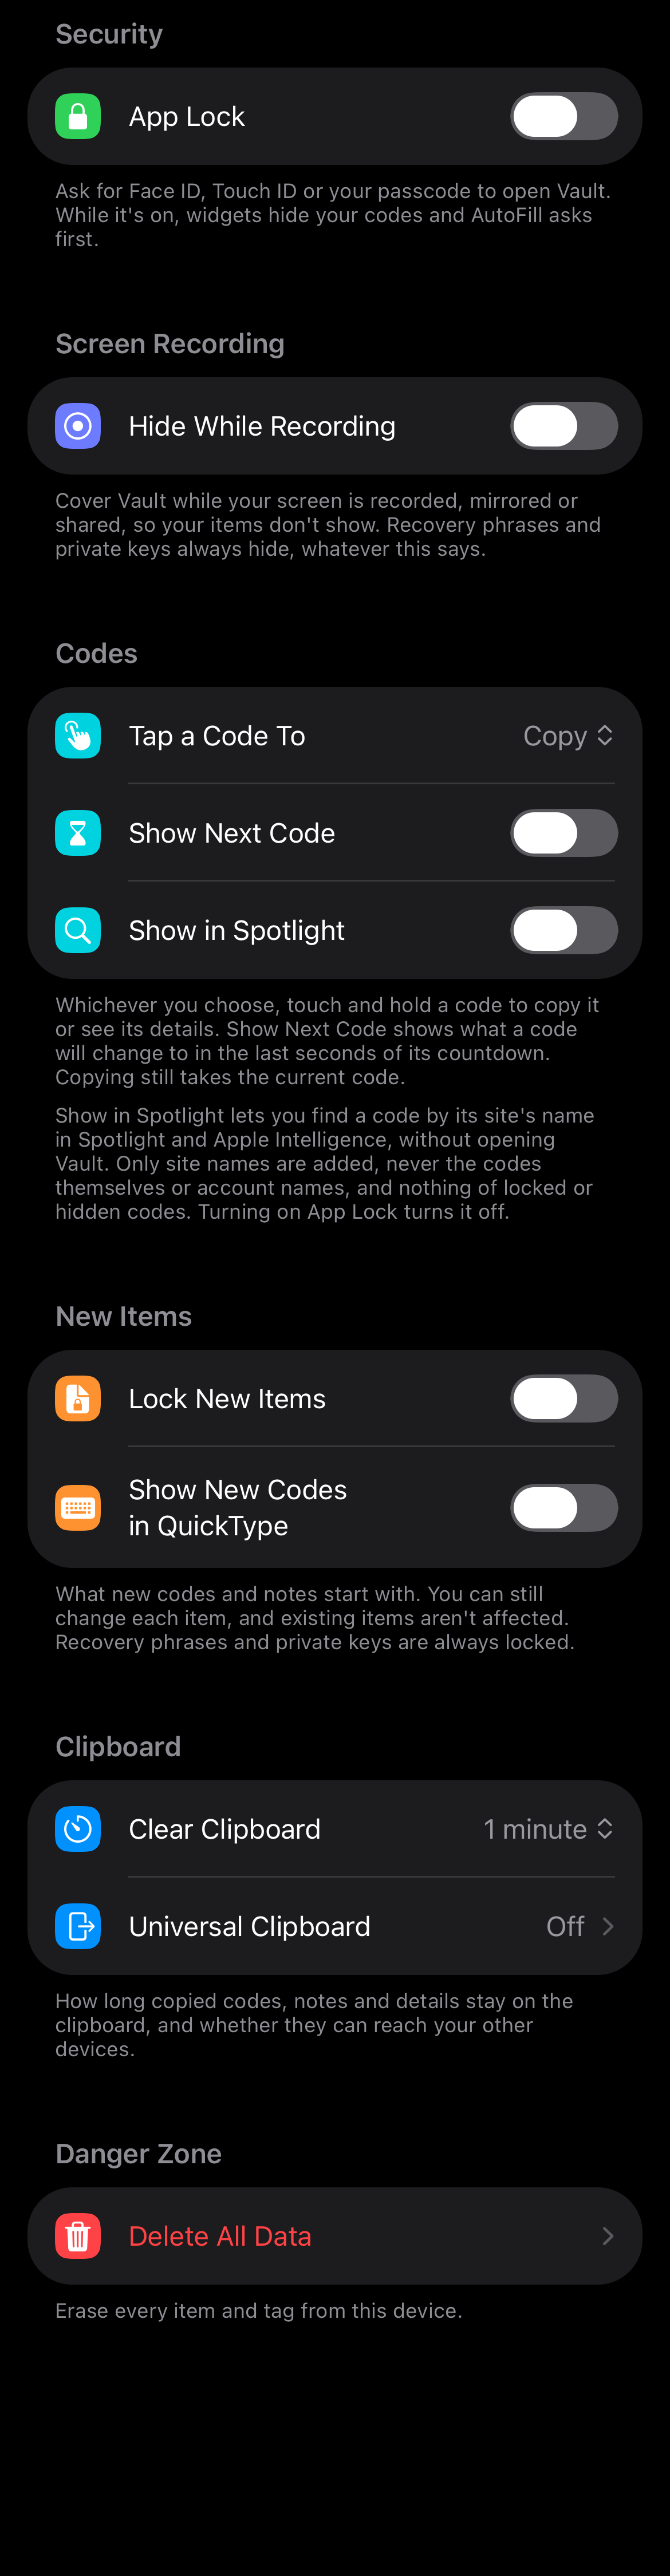 Security
App Lock
Ask for Face ID, Touch ID or your passcode to open Vault.
While it's on, widgets hide your codes and AutoFill asks
first.
Screen Recording
Hide While Recording
Cover Vault while your screen is recorded, mirrored or
shared, so your items don't show. Recovery phrases and
private keys always hide, whatever this says.
Codes
Tap a Code To Copy
Show Next Code
Show in Spotlight
Whichever you choose, touch and hold a code to copy it
or see its details. Show Next Code shows what a code
will change to in the last seconds of its countdown.
Copying still takes the current code.
Show in Spotlight lets you find a code by its site's name
in Spotlight and Apple Intelligence, without opening
Vault. Only site names are added, never the codes
themselves or account names, and nothing of locked or
hidden codes. Turning on App Lock turns it off.
New Items
Lock New Items
Show New Codes
in QuickType
What new codes and notes start with. You can still
change each item, and existing items aren't affected.
Recovery phrases and private keys are always locked.
Clipboard
Clear Clipboard 1 minute
Universal Clipboard Off
How long copied codes, notes and details stay on the
clipboard, and whether they can reach your other
devices.
Danger Zone
Delete All Data
Erase every item and tag from this device.